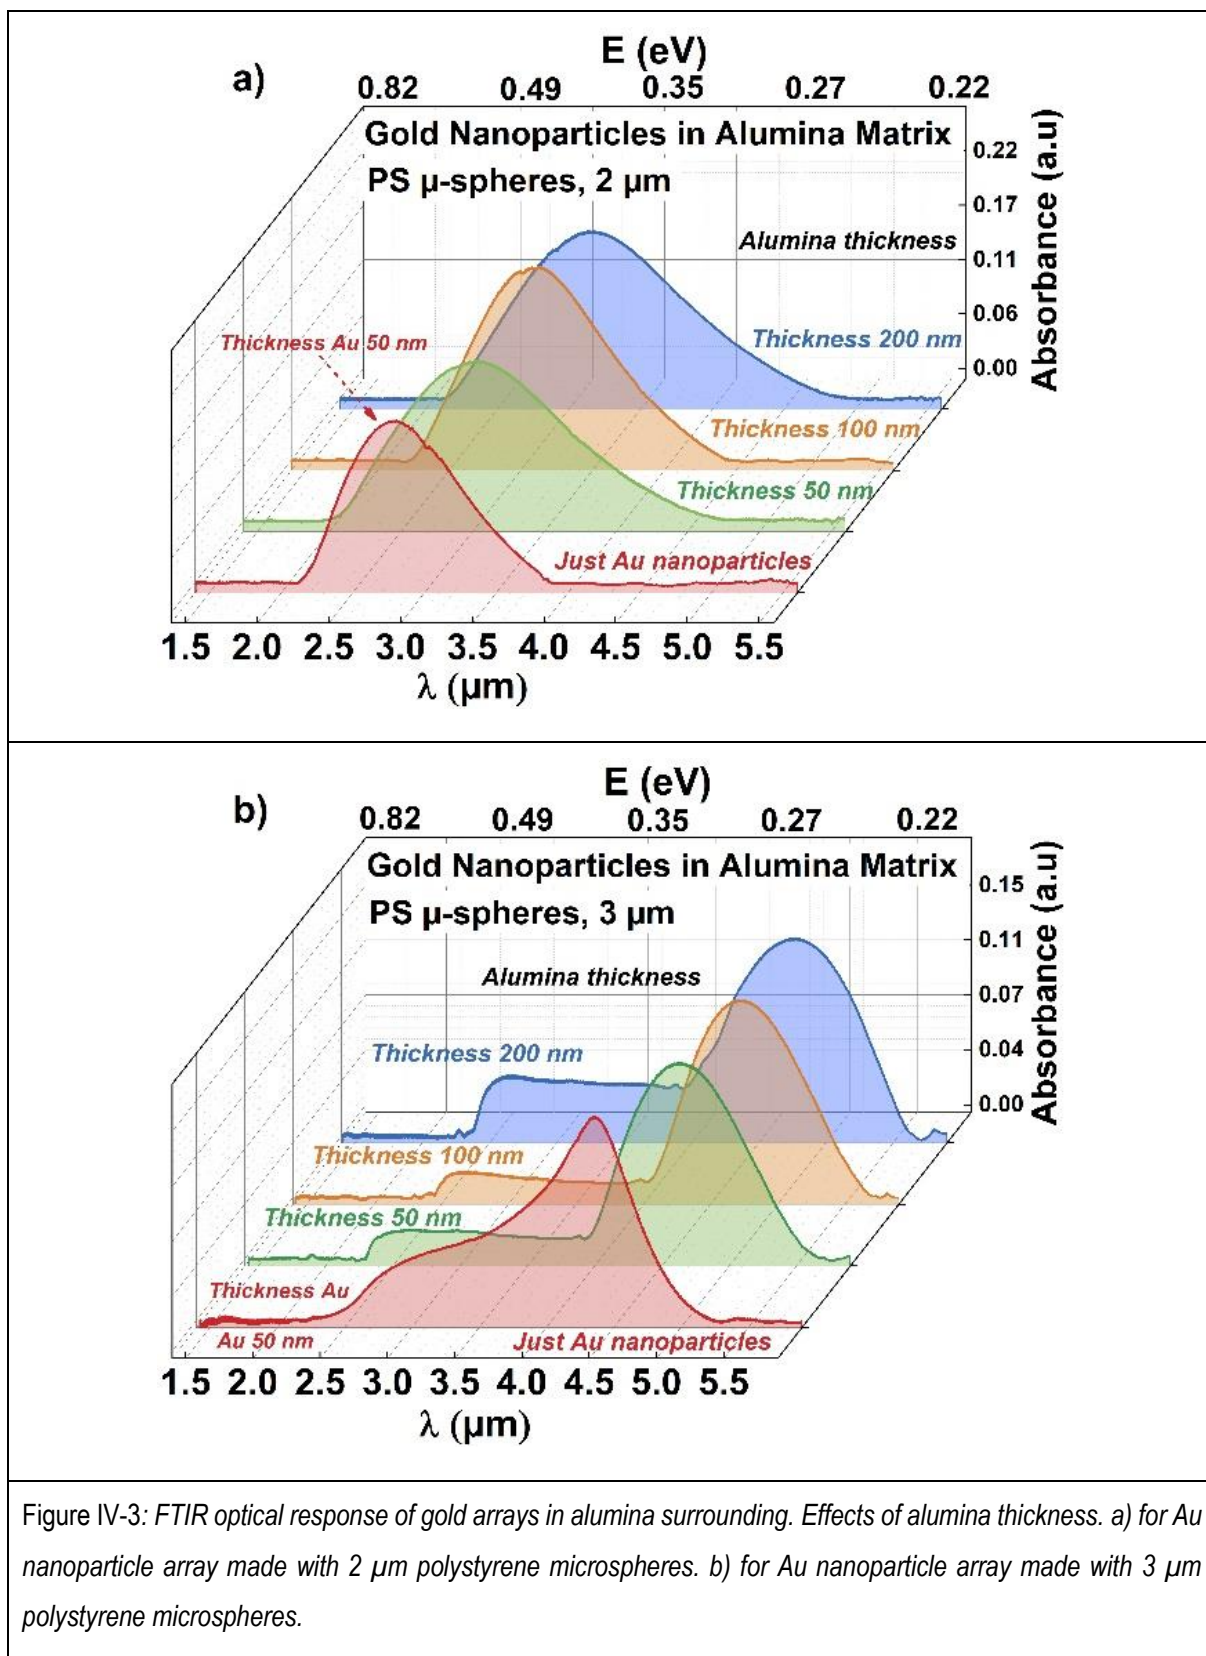 a)
E (eV)
0.82 0.49 0.35 0.27 0.22
Gold Nanoparticles in Alumina Matrix
PS µ-spheres, 2 µm
0.22
0.17
0.11
0.06
0.00
Absorbance (a.u)
Alumina thickness
Thickness Au 50 nm
Thickness 200 nm
Thickness 100 nm
Thickness 50 nm
Just Au nanoparticles
1.5 2.0 2.5 3.0 3.5 4.0 4.5 5.0 5.5
λ (µm)
b)
E (eV)
0.82 0.49 0.35 0.27 0.22
Gold Nanoparticles in Alumina Matrix
PS µ-spheres, 3 µm
0.15
0.11
0.07
0.04
0.00
Absorbance (a.u)
Alumina thickness
Thickness 200 nm
Thickness 100 nm
Thickness 50 nm
Thickness Au
Au 50 nm
Just Au nanoparticles
1.5 2.0 2.5 3.0 3.5 4.0 4.5 5.0 5.5
λ (µm)
Figure IV-3: FTIR optical response of gold arrays in alumina surrounding. Effects of alumina thickness. a) for Au
nanoparticle array made with 2 µm polystyrene microspheres. b) for Au nanoparticle array made with 3 µm
polystyrene microspheres.